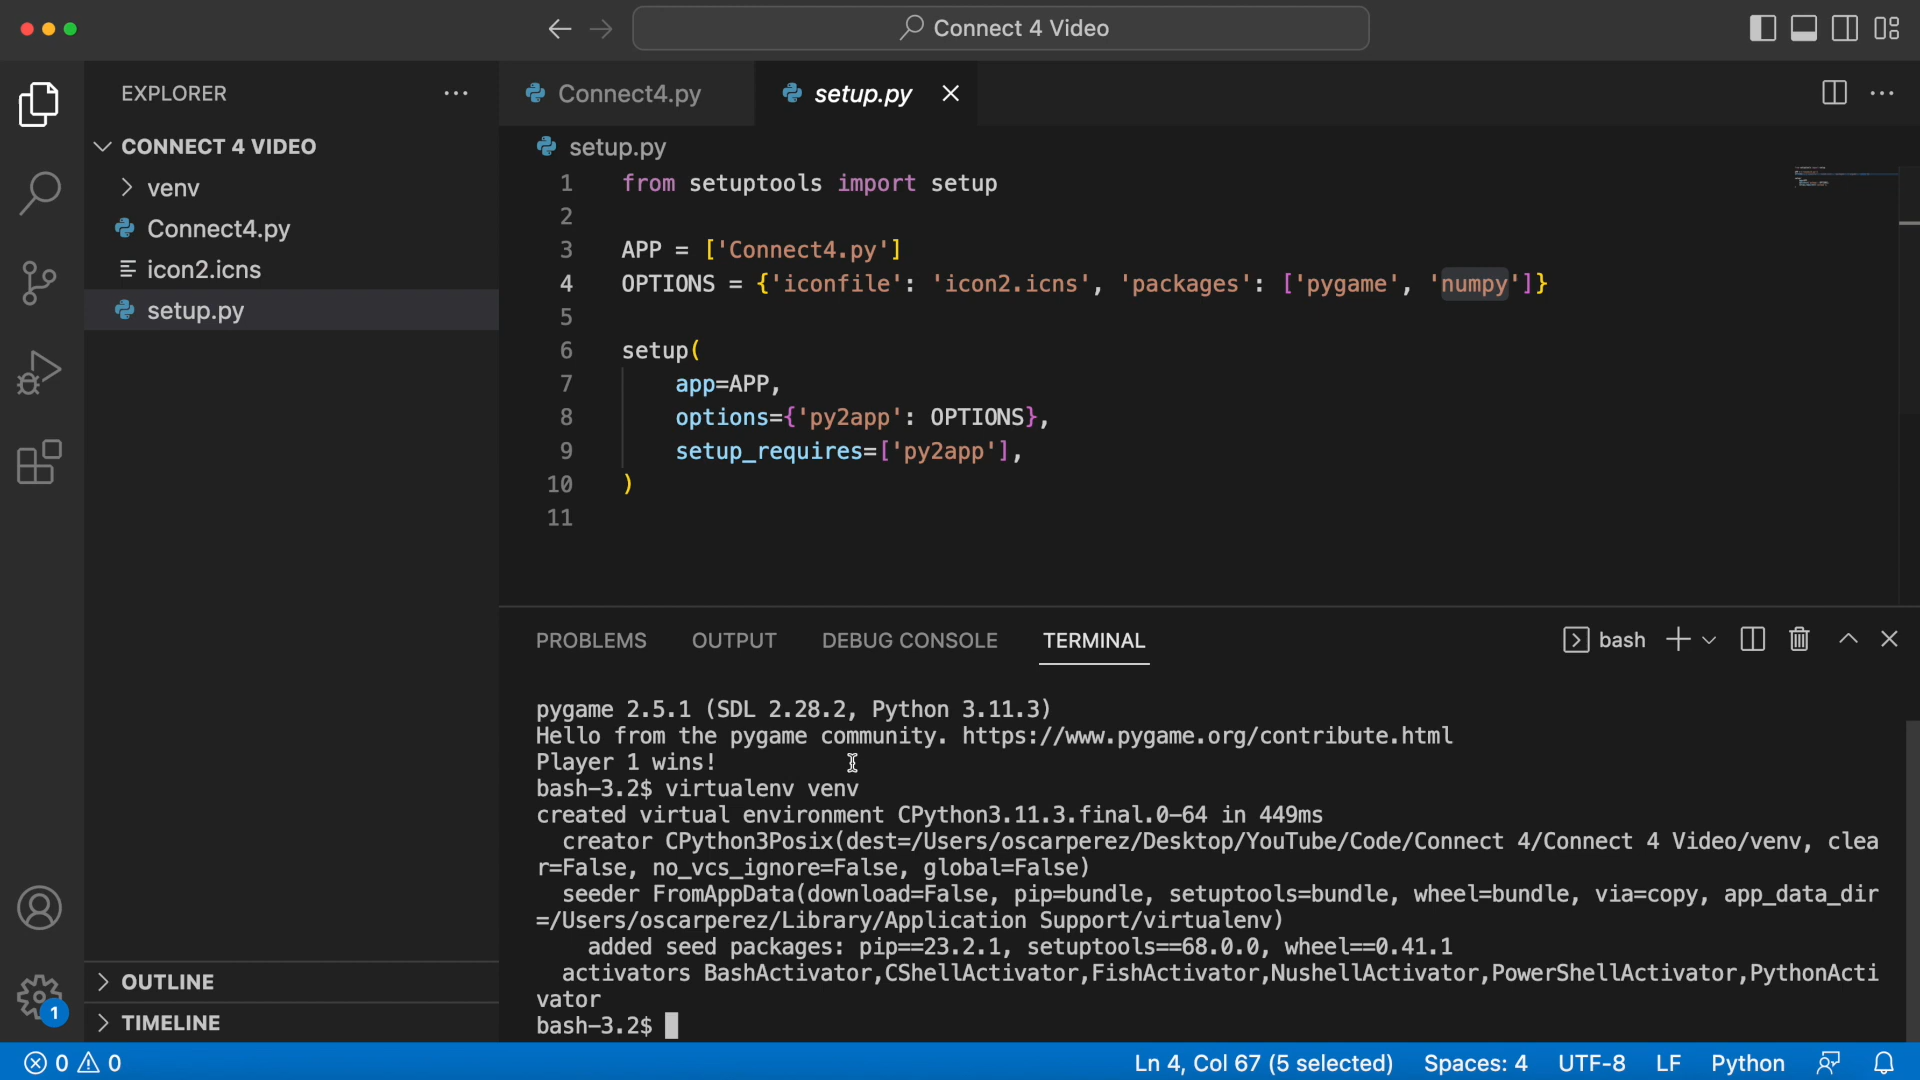 Connect 4 Video
EXPLORER
CONNECT 4 VIDEO
venv
Connect4.py
icon2.icns
setup.py
OUTLINE
TIMELINE
Connect4.py
setup.py
setup.py
1 from setuptools import setup
2
3 APP = ['Connect4.py']
4 OPTIONS = {'iconfile': 'icon2.icns', 'packages': ['pygame', 'numpy']}
5
6 setup(
7 app=APP,
8 options={'py2app': OPTIONS},
9 setup_requires=['py2app'],
10 )
11
PROBLEMS OUTPUT DEBUG CONSOLE TERMINAL
bash
pygame 2.5.1 (SDL 2.28.2, Python 3.11.3)
Hello from the pygame community. https://www.pygame.org/contribute.html
Player 1 wins!
bash-3.2$ virtualenv venv
created virtual environment CPython3.11.3.final.0-64 in 449ms
creator CPython3Posix(dest=/Users/oscarperez/Desktop/YouTube/Code/Connect 4/Connect 4 Video/venv, clea
r=False, no_vcs_ignore=False, global=False)
seeder FromAppData(download=False, pip=bundle, setuptools=bundle, wheel=bundle, via=copy, app_data_dir
=/Users/oscarperez/Library/Application Support/virtualenv)
added seed packages: pip==23.2.1, setuptools==68.0.0, wheel==0.41.1
activators BashActivator,CShellActivator,FishActivator,NushellActivator,PowerShellActivator,PythonActi
vator
bash-3.2$
1
0 0
Ln 4, Col 67 (5 selected) Spaces: 4 UTF-8 LF Python